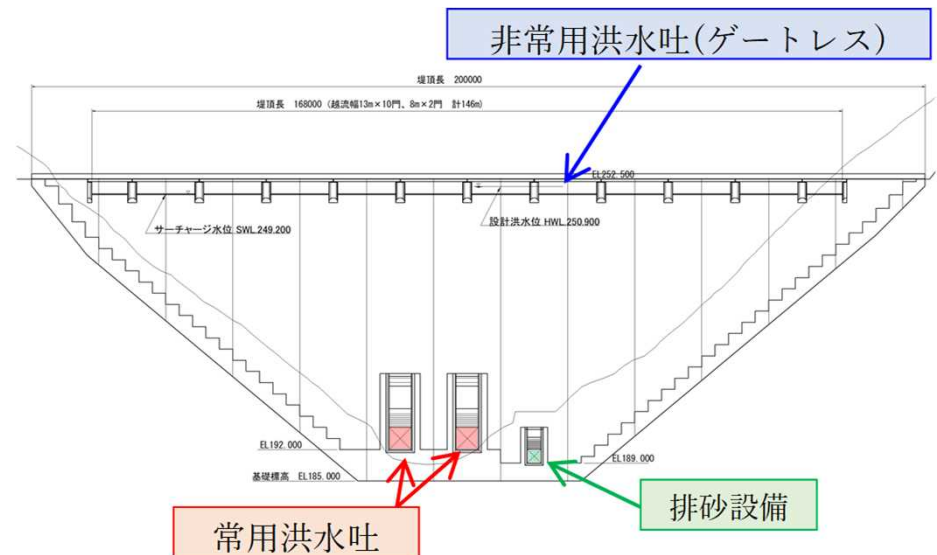 非常用洪水吐(ゲートレス)
堤頂長 200000
堤頂長 168000 (越流幅13m×10門、8m×2門 計146m)
EL252.500
サーチャージ水位 SWL.249.200
設計洪水位 HWL.250.900
EL192.000
EL189.000
基礎標高 EL185.000
排砂設備
常用洪水吐